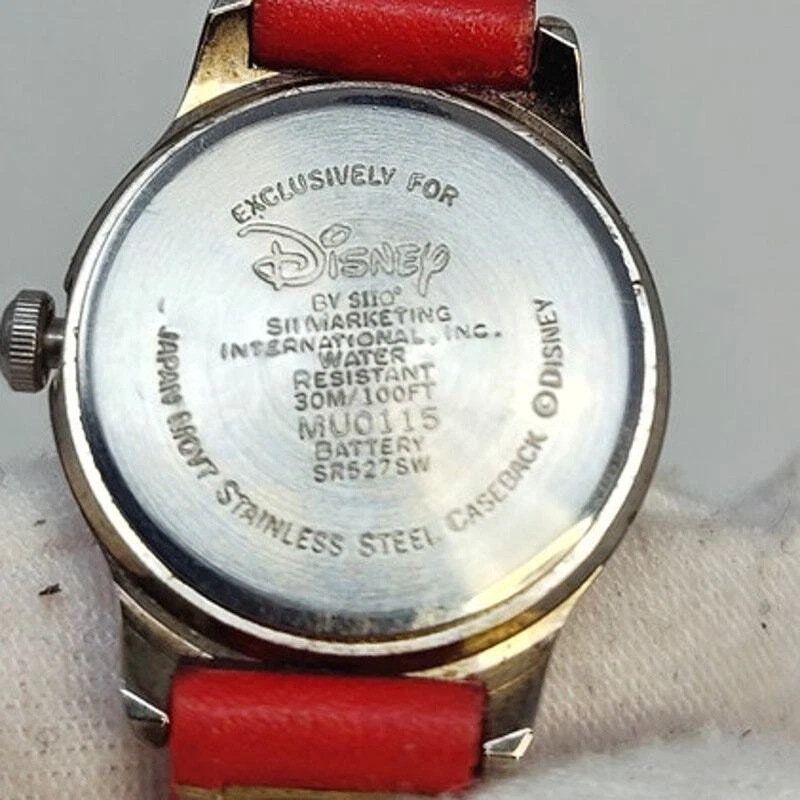 EXCLUSIVELY FOR
Disney
BY SII®
SII MARKETING
INTERNATIONAL, INC.
WATER
RESISTANT
30M/100FT
MU0115
BATTERY
SR527SW
JAPAN MOVT STAINLESS STEEL CASEBACK © DISNEY